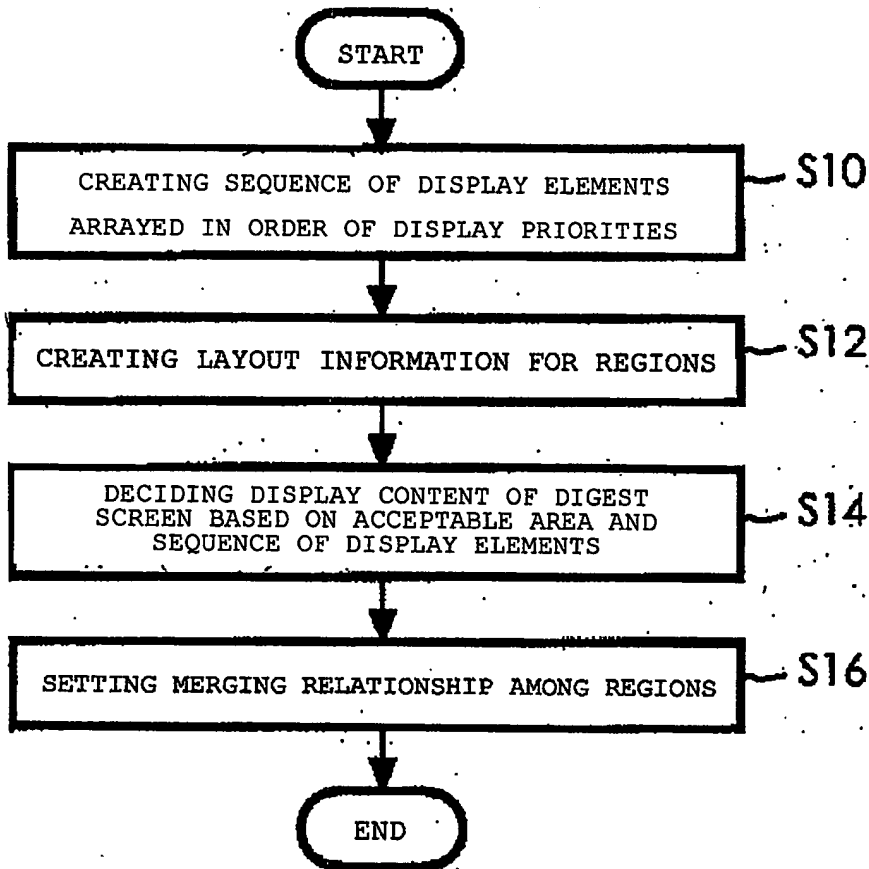 START
CREATING SEQUENCE OF DISPLAY ELEMENTS
ARRAYED IN ORDER OF DISPLAY PRIORITIES
S10
CREATING LAYOUT INFORMATION FOR REGIONS
S12
DECIDING DISPLAY CONTENT OF DIGEST
SCREEN BASED ON ACCEPTABLE AREA AND
SEQUENCE OF DISPLAY ELEMENTS
S14
SETTING MERGING RELATIONSHIP AMONG REGIONS
S16
END